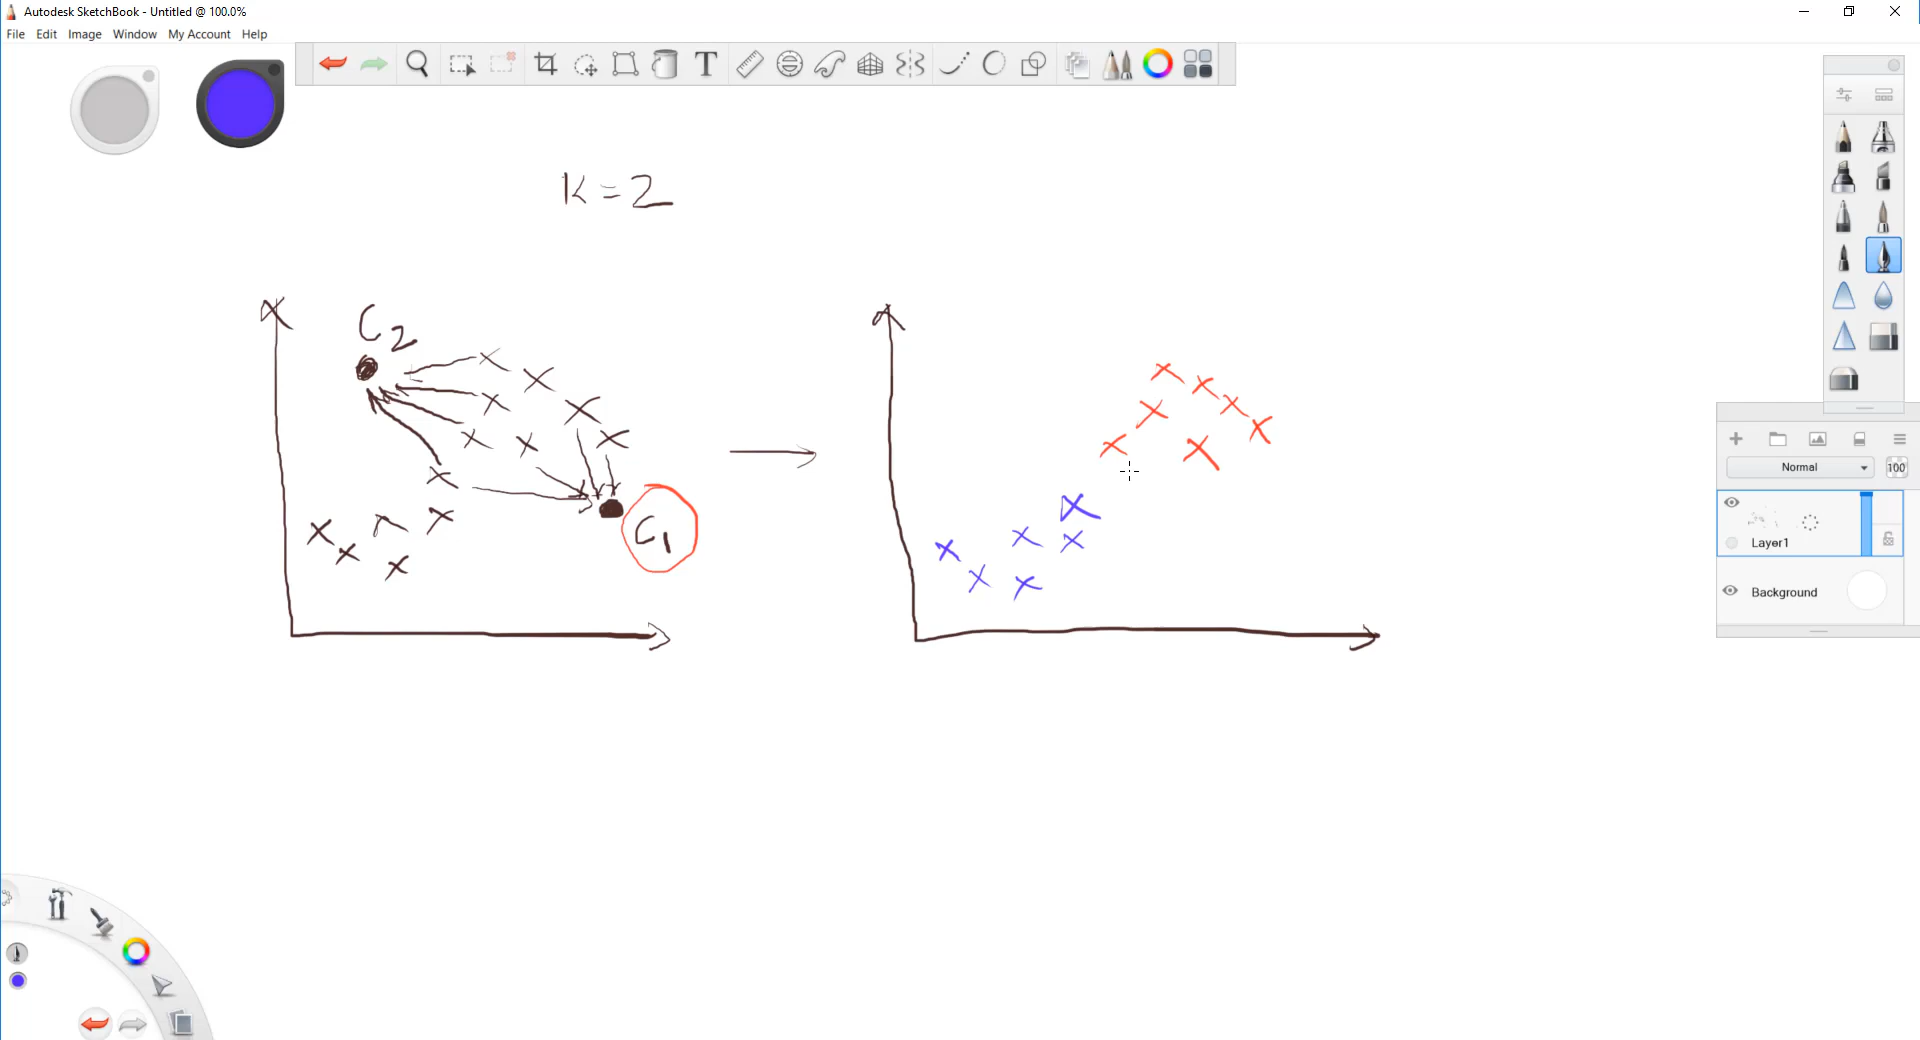 Autodesk SketchBook - Untitled @ 100.0%
File Edit Image Window My Account Help
T
K=2
C2
C1
Normal
100
Layer1
Background